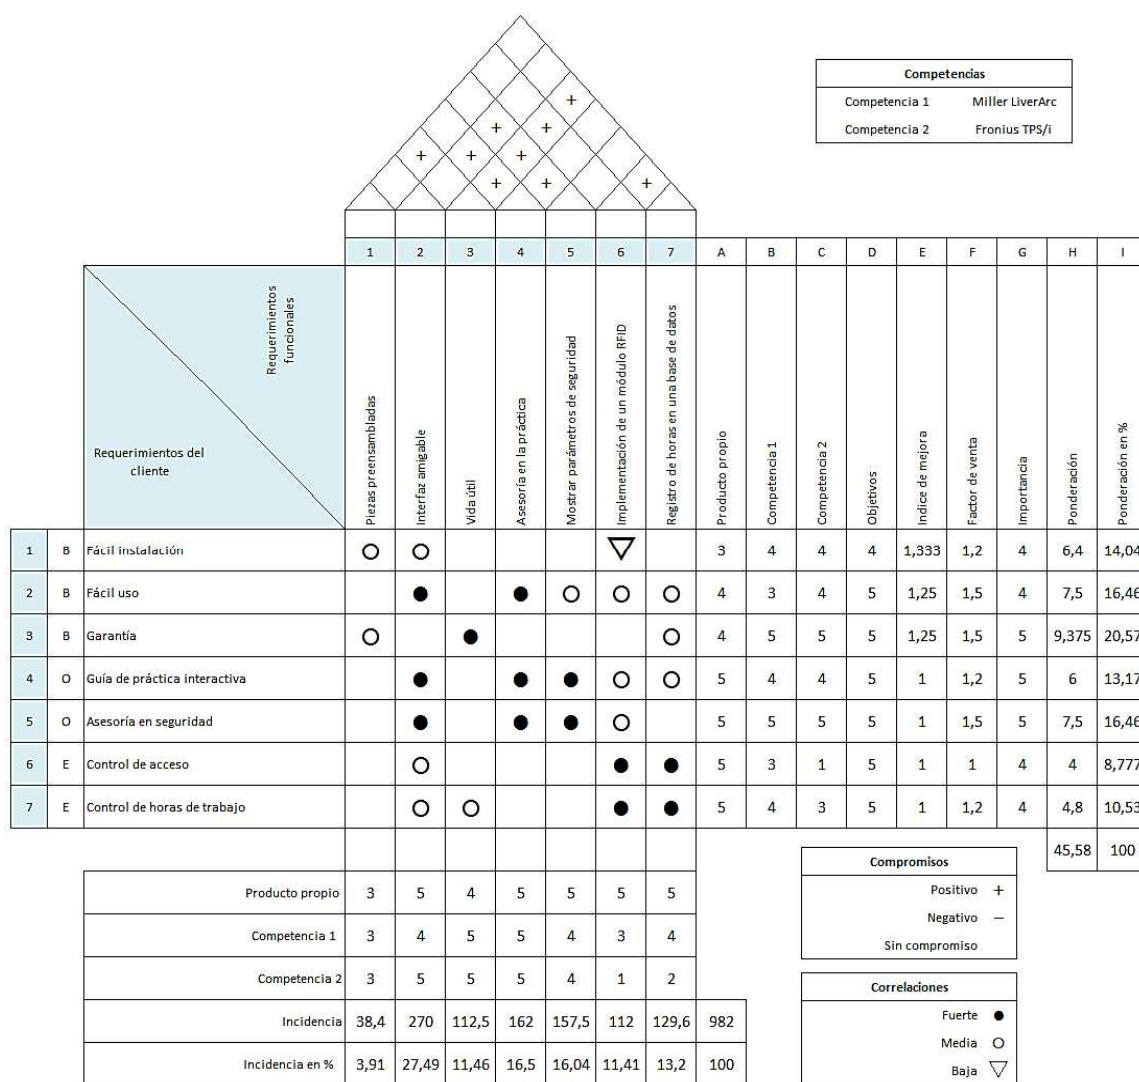 Competencias
Competencia 1 Miller LiverArc
Competencia 2 Fronius TPS/i
+
+ +
+ + +
+ + +
1 2 3 4 5 6 7 A B C D E F G H I
Requerimientos funcionales
Requerimientos del
cliente
Piezas preensambladas
Interfaz amigable
Vida útil
Asesoría en la práctica
Mostrar parámetros de seguridad
Implementación de un módulo RFID
Registro de horas en una base de datos
Producto propio
Competencia 1
Competencia 2
Objetivos
Indice de mejora
Factor de venta
Importancia
Ponderación
Ponderación en %
1 B Fácil instalación ○ ○ ▽ 3 4 4 4 1,333 1,2 4 6,4 14,04
2 B Fácil uso ● ● ○ ○ ○ 4 3 4 5 1,25 1,5 4 7,5 16,46
3 B Garantía ○ ● ○ 4 5 5 5 1,25 1,5 5 9,375 20,57
4 O Guía de práctica interactiva ● ● ● ○ ○ 5 4 4 5 1 1,2 5 6 13,17
5 O Asesoría en seguridad ● ● ● ○ 5 5 5 5 1 1,5 5 7,5 16,46
6 E Control de acceso ○ ● ● 5 3 1 5 1 1 4 4 8,777
7 E Control de horas de trabajo ○ ○ ● ● 5 4 3 5 1 1,2 4 4,8 10,53
45,58 100
Producto propio 3 5 4 5 5 5 5
Competencia 1 3 4 5 5 4 3 4
Competencia 2 3 5 5 5 4 1 2
Incidencia 38,4 270 112,5 162 157,5 112 129,6 982
Incidencia en % 3,91 27,49 11,46 16,5 16,04 11,41 13,2 100
Compromisos
Positivo +
Negativo −
Sin compromiso
Correlaciones
Fuerte ●
Media ○
Baja ▽